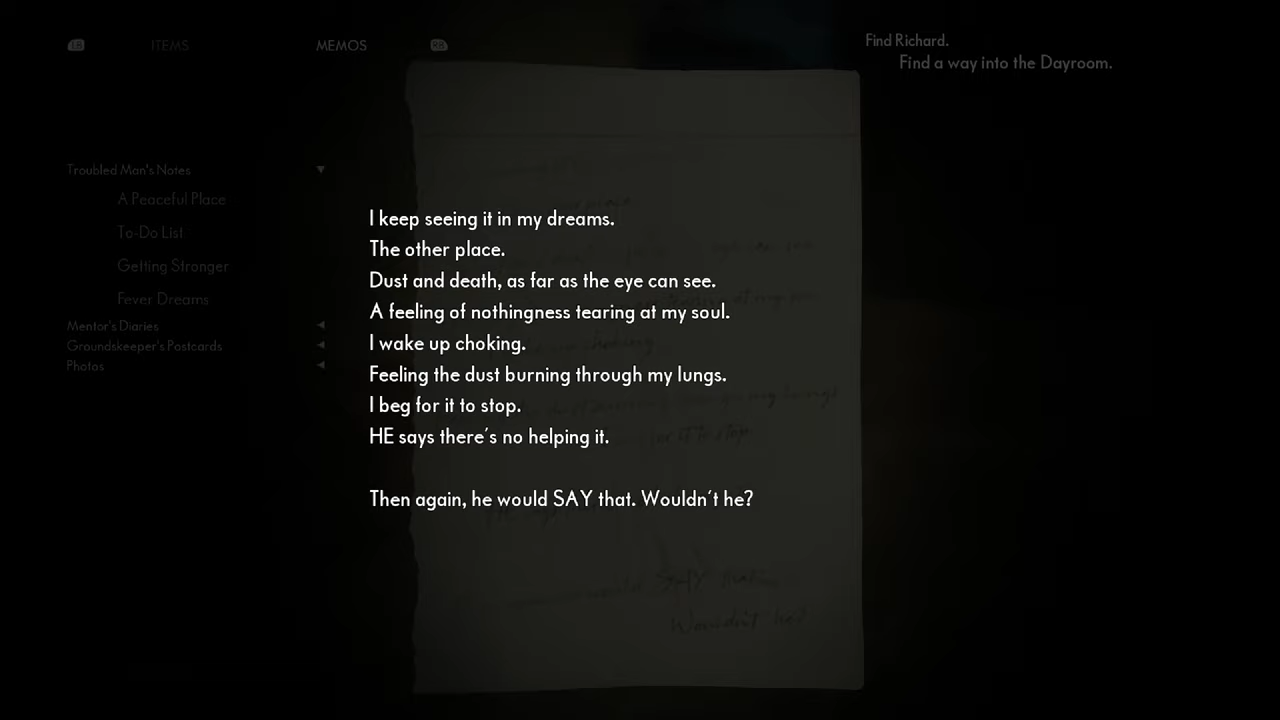 LB
ITEMS
MEMOS
RB
Find Richard.
Find a way into the Dayroom.
Troubled Man's Notes
A Peaceful Place
To-Do List
Getting Stronger
Fever Dreams
Mentor's Diaries
Groundskeeper's Postcards
Photos
I keep seeing it in my dreams.
The other place.
Dust and death, as far as the eye can see.
A feeling of nothingness tearing at my soul.
I wake up choking.
Feeling the dust burning through my lungs.
I beg for it to stop.
HE says there's no helping it.
Then again, he would SAY that. Wouldn't he?